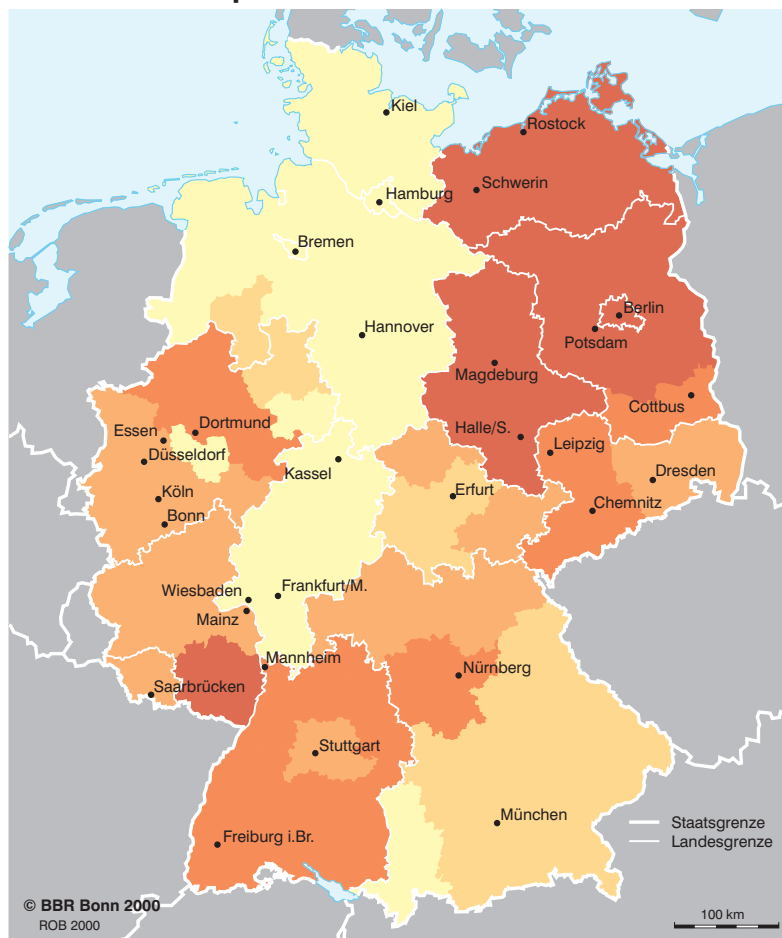 Kiel
Rostock
Schwerin
Hamburg
Bremen
Berlin
Hannover
Potsdam
Magdeburg
Cottbus
Dortmund
Halle/S.
Essen
Leipzig
Düsseldorf
Kassel
Dresden
Köln
Erfurt
Chemnitz
Bonn
Wiesbaden
Frankfurt/M.
Mainz
Mannheim
Nürnberg
Saarbrücken
Stuttgart
München
Staatsgrenze
Landesgrenze
Freiburg i.Br.
© BBR Bonn 2000
ROB 2000
100 km